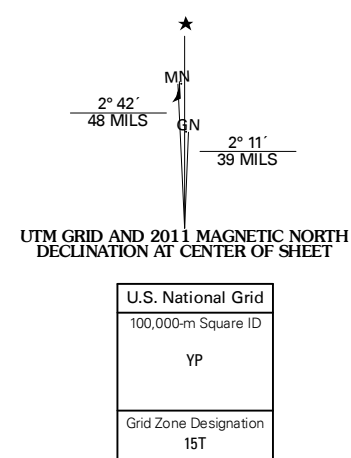 MN
GN
2° 42´
48 MILS
2° 11´
39 MILS
UTM GRID AND 2011 MAGNETIC NORTH
DECLINATION AT CENTER OF SHEET
U.S. National Grid
100,000-m Square ID
YP
Grid Zone Designation
15T